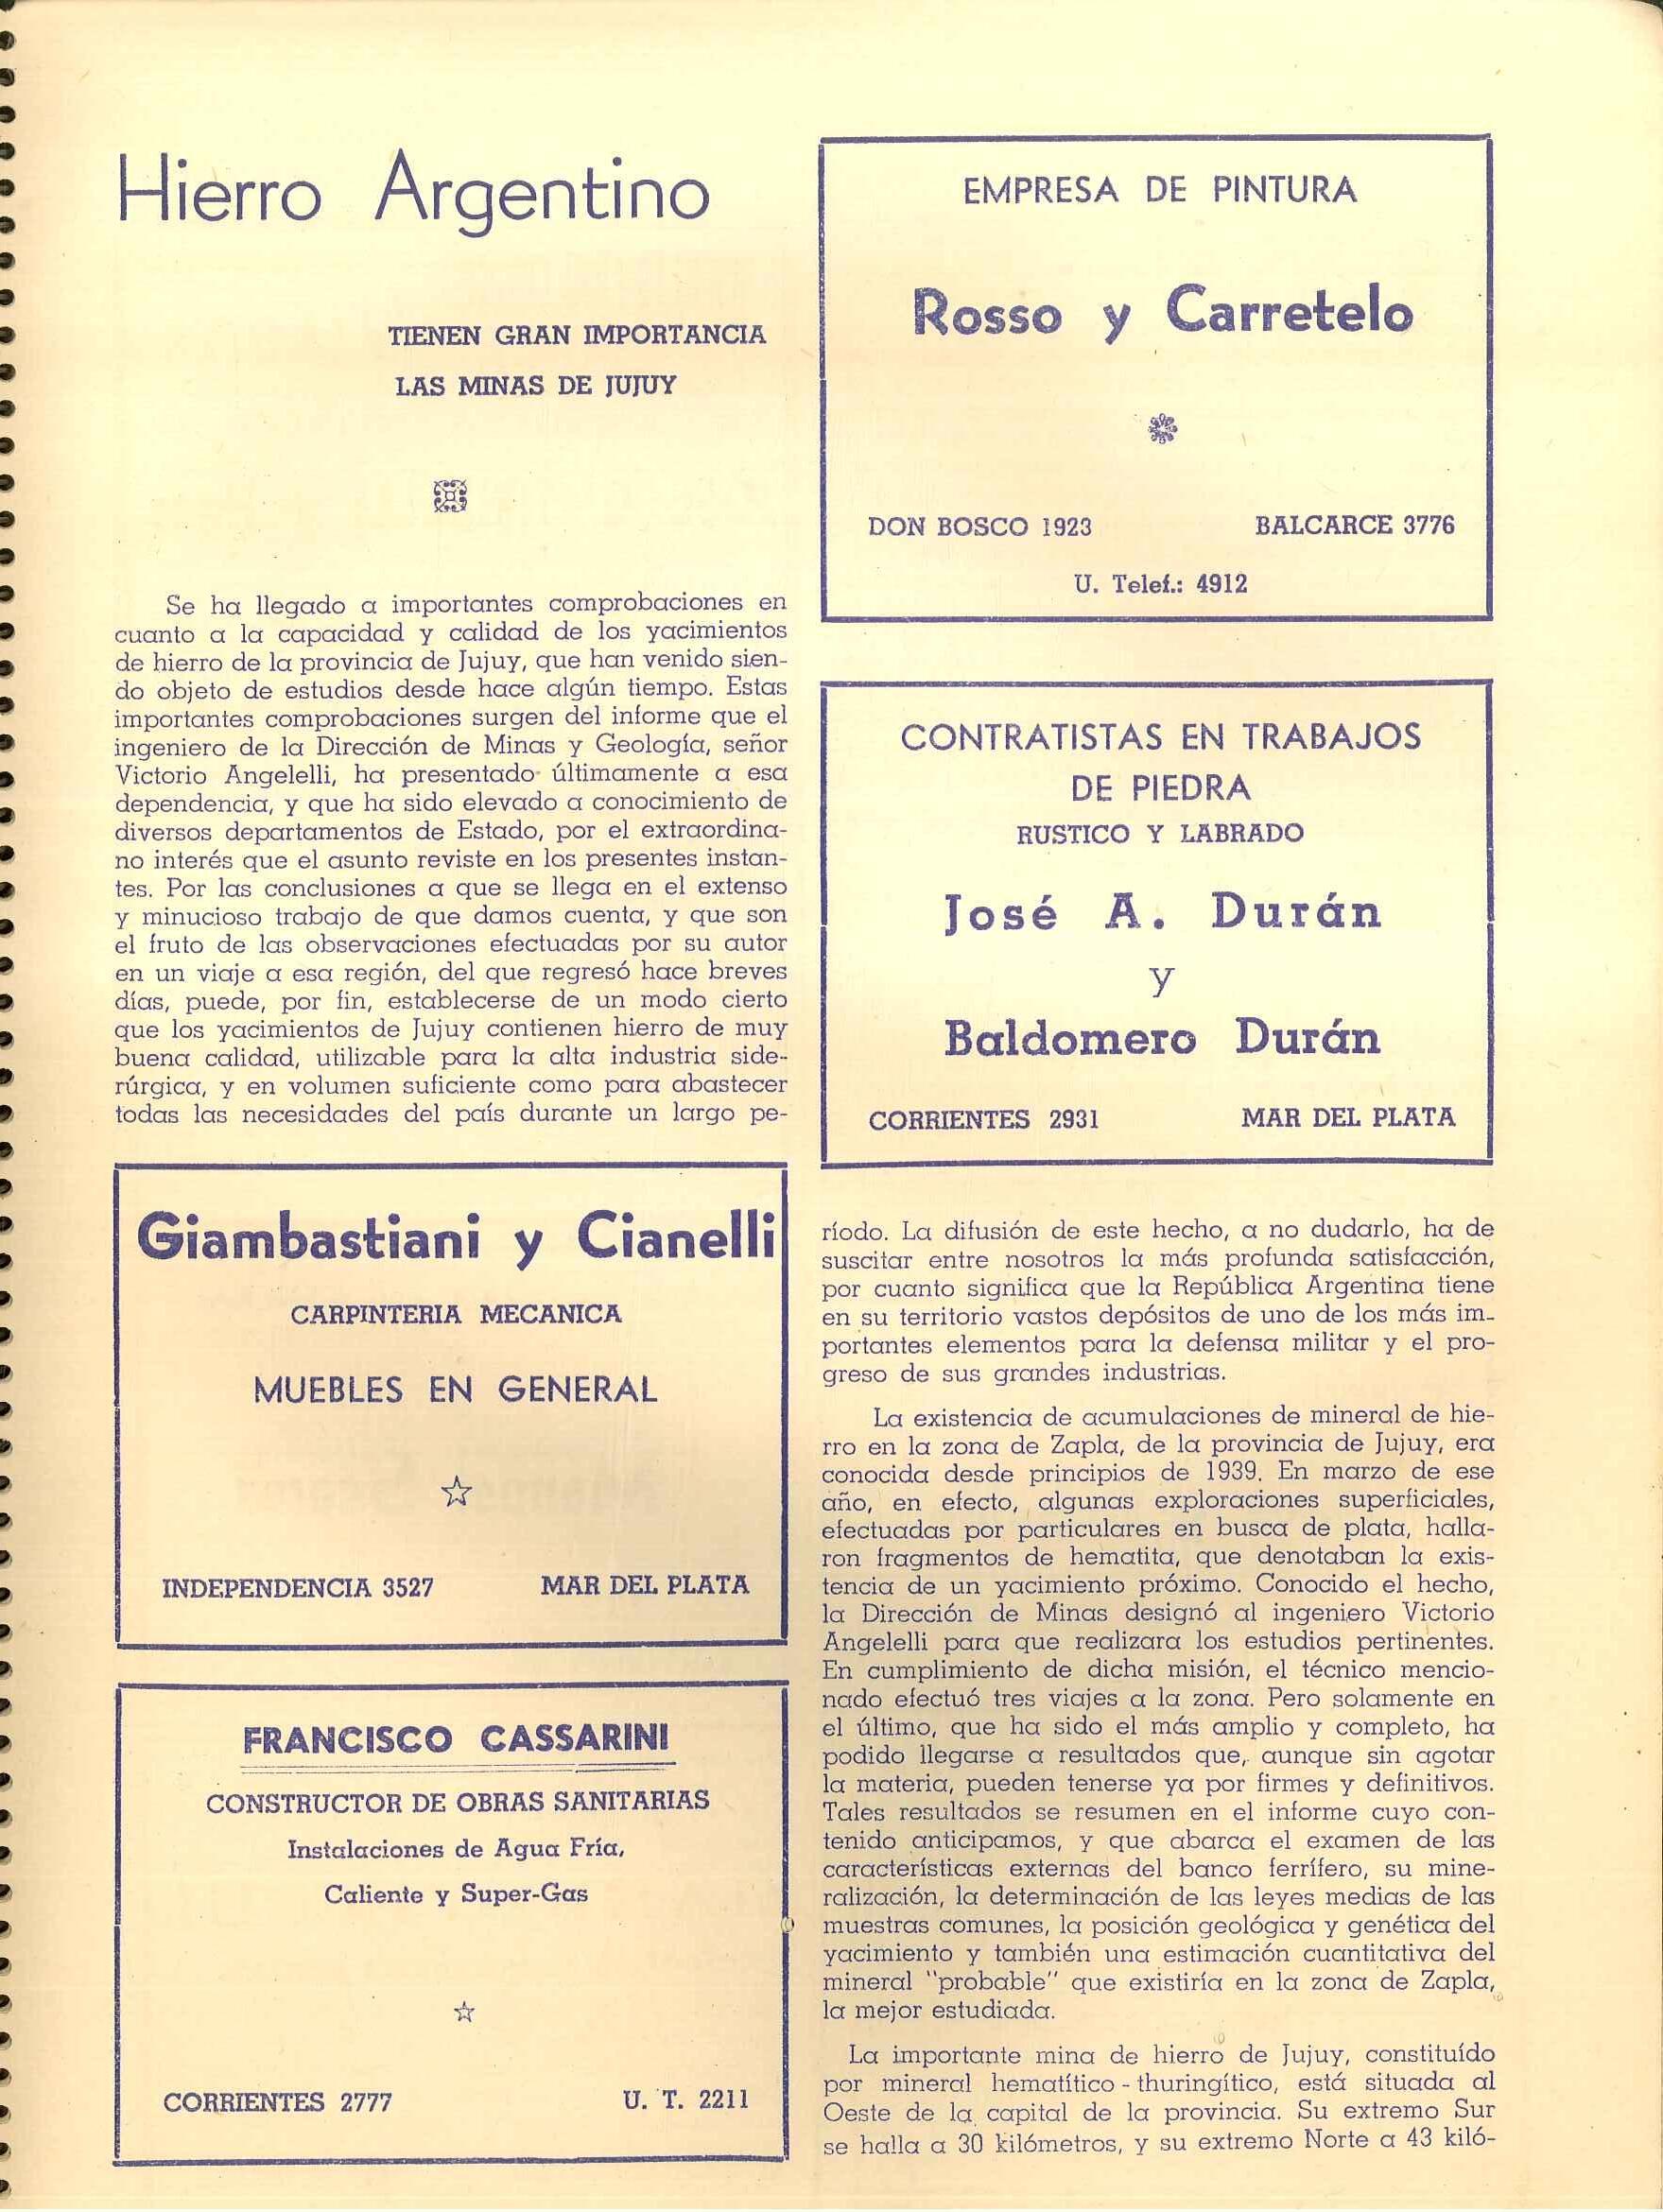 Hierro Argentino
TIENEN GRAN IMPORTANCIA
LAS MINAS DE JUJUY
Se ha llegado a importantes comprobaciones en
cuanto a la capacidad y calidad de los yacimientos
de hierro de la provincia de Jujuy, que han venido sien-
do objeto de estudios desde hace algún tiempo. Estas
importantes comprobaciones surgen del informe que el
ingeniero de la Dirección de Minas y Geología, señor
Victorio Angelelli, ha presentado últimamente a esa
dependencia, y que ha sido elevado a conocimiento de
diversos departamentos de Estado, por el extraordina-
no interés que el asunto reviste en los presentes instan-
tes. Por las conclusiones a que se llega en el extenso
y minucioso trabajo de que damos cuenta, y que son
el fruto de las observaciones efectuadas por su autor
en un viaje a esa región, del que regresó hace breves
días, puede, por fin, establecerse de un modo cierto
que los yacimientos de Jujuy contienen hierro de muy
buena calidad, utilizable para la alta industria side-
rúrgica, y en volumen suficiente como para abastecer
todas las necesidades del país durante un largo pe-
Giambastiani y Cianelli
CARPINTERIA MECANICA
MUEBLES EN GENERAL
INDEPENDENCIA 3527 MAR DEL PLATA
FRANCISCO CASSARINI
CONSTRUCTOR DE OBRAS SANITARIAS
Instalaciones de Agua Fría,
Caliente y Super-Gas
CORRIENTES 2777 U. T. 2211
EMPRESA DE PINTURA
Rosso y Carretelo
DON BOSCO 1923 BALCARCE 3776
U. Telef.: 4912
CONTRATISTAS EN TRABAJOS
DE PIEDRA
RUSTICO Y LABRADO
José A. Durán
y
Baldomero Durán
CORRIENTES 2931 MAR DEL PLATA
ríodo. La difusión de este hecho, a no dudarlo, ha de
suscitar entre nosotros la más profunda satisfacción,
por cuanto significa que la República Argentina tiene
en su territorio vastos depósitos de uno de los más im-
portantes elementos para la defensa militar y el pro-
greso de sus grandes industrias.
La existencia de acumulaciones de mineral de hie-
rro en la zona de Zapla, de la provincia de Jujuy, era
conocida desde principios de 1939. En marzo de ese
año, en efecto, algunas exploraciones superficiales,
efectuadas por particulares en busca de plata, halla-
ron fragmentos de hematita, que denotaban la exis-
tencia de un yacimiento próximo. Conocido el hecho,
la Dirección de Minas designó al ingeniero Victorio
Angelelli para que realizara los estudios pertinentes.
En cumplimiento de dicha misión, el técnico mencio-
nado efectuó tres viajes a la zona. Pero solamente en
el último, que ha sido el más amplio y completo, ha
podido llegarse a resultados que, aunque sin agotar
la materia, pueden tenerse ya por firmes y definitivos.
Tales resultados se resumen en el informe cuyo con-
tenido anticipamos, y que abarca el examen de las
características externas del banco ferrífero, su mine-
ralización, la determinación de las leyes medias de las
muestras comunes, la posición geológica y genética del
yacimiento y también una estimación cuantitativa del
mineral "probable" que existiría en la zona de Zapla,
la mejor estudiada.
La importante mina de hierro de Jujuy, constituído
por mineral hematítico - thuringítico, está situada al
Oeste de la capital de la provincia. Su extremo Sur
se halla a 30 kilómetros, y su extremo Norte a 43 kiló-